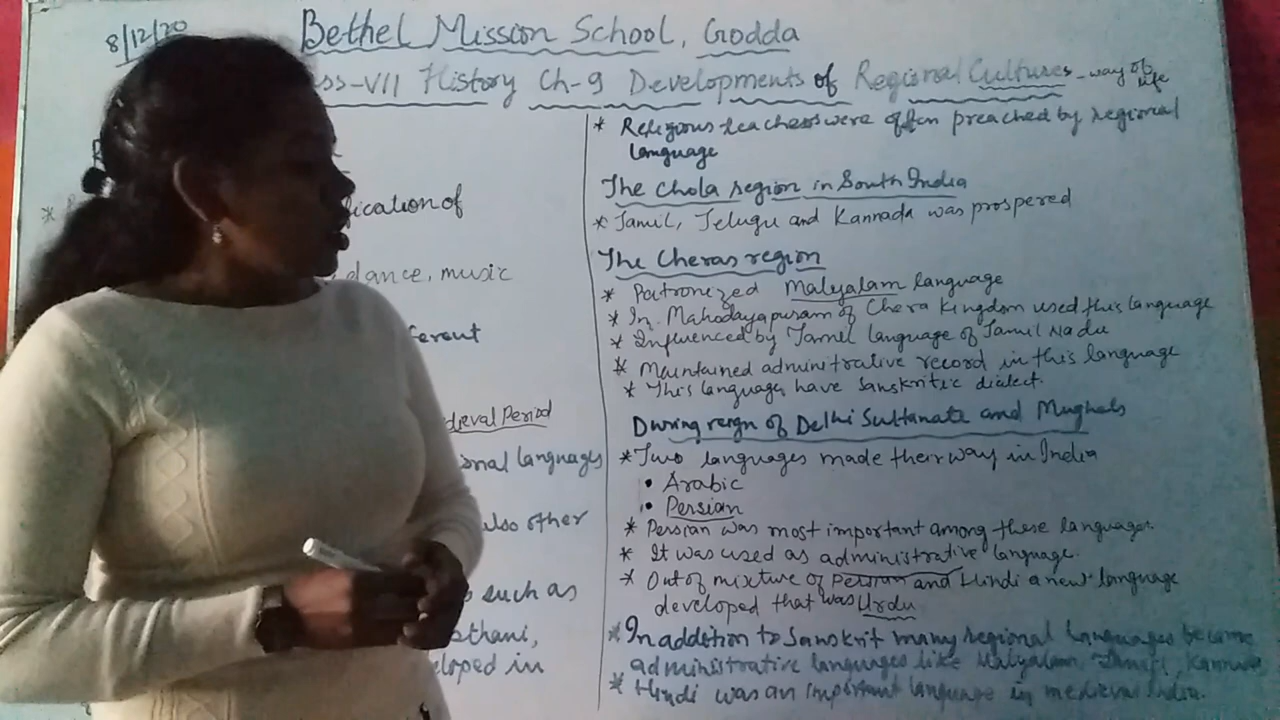 8/12/20
Bethel Mission School, Godda
ss-VII History Ch-9 Developments of Regional Cultures - way of life
ication of
dance, music
ferent
dieval Period
onal languages
also other
such as
sthani,
eloped in
* Religious teachers were often preached by regional
language
The Chola region in South India
* Tamil, Telugu and Kannada was prospered
The Cheras region
* Patronized Malyalam language
* In Mahodayapuram of Chera Kingdom used this language
* Influenced by Tamil language of Tamil Nadu
* Maintained administrative record in this language
* This language have Sanskritic dialect.
During reign of Delhi Sultanate and Mughals
* Two languages made their way in India
• Arabic
• Persian
* Persian was most important among these languages.
* It was used as administrative language.
* Out of mixture of Persian and Hindi a new language
developed that was Urdu
* In addition to Sanskrit many regional languages became
administrative languages like Malyalam, Tamil, Kannada
* Hindi was an important language in medieval India.